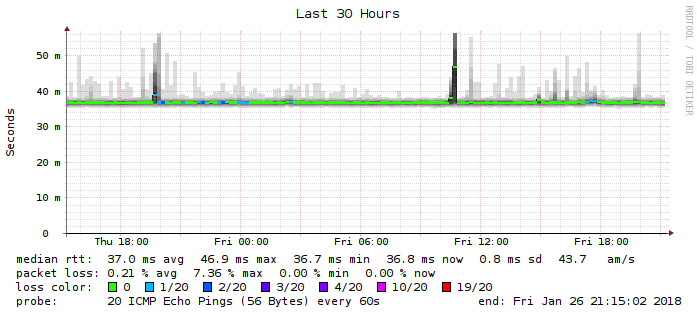 Last 30 Hours
RRDTOOL / TOBI OETIKER
Seconds
50 m
40 m
30 m
20 m
10 m
0
Thu 18:00 Fri 00:00 Fri 06:00 Fri 12:00 Fri 18:00
median rtt: 37.0 ms avg 46.9 ms max 36.7 ms min 36.8 ms now 0.8 ms sd 43.7 am/s
packet loss: 0.21 % avg 7.36 % max 0.00 % min 0.00 % now
loss color: 0 1/20 2/20 3/20 4/20 10/20 19/20
probe: 20 ICMP Echo Pings (56 Bytes) every 60s end: Fri Jan 26 21:15:02 2018